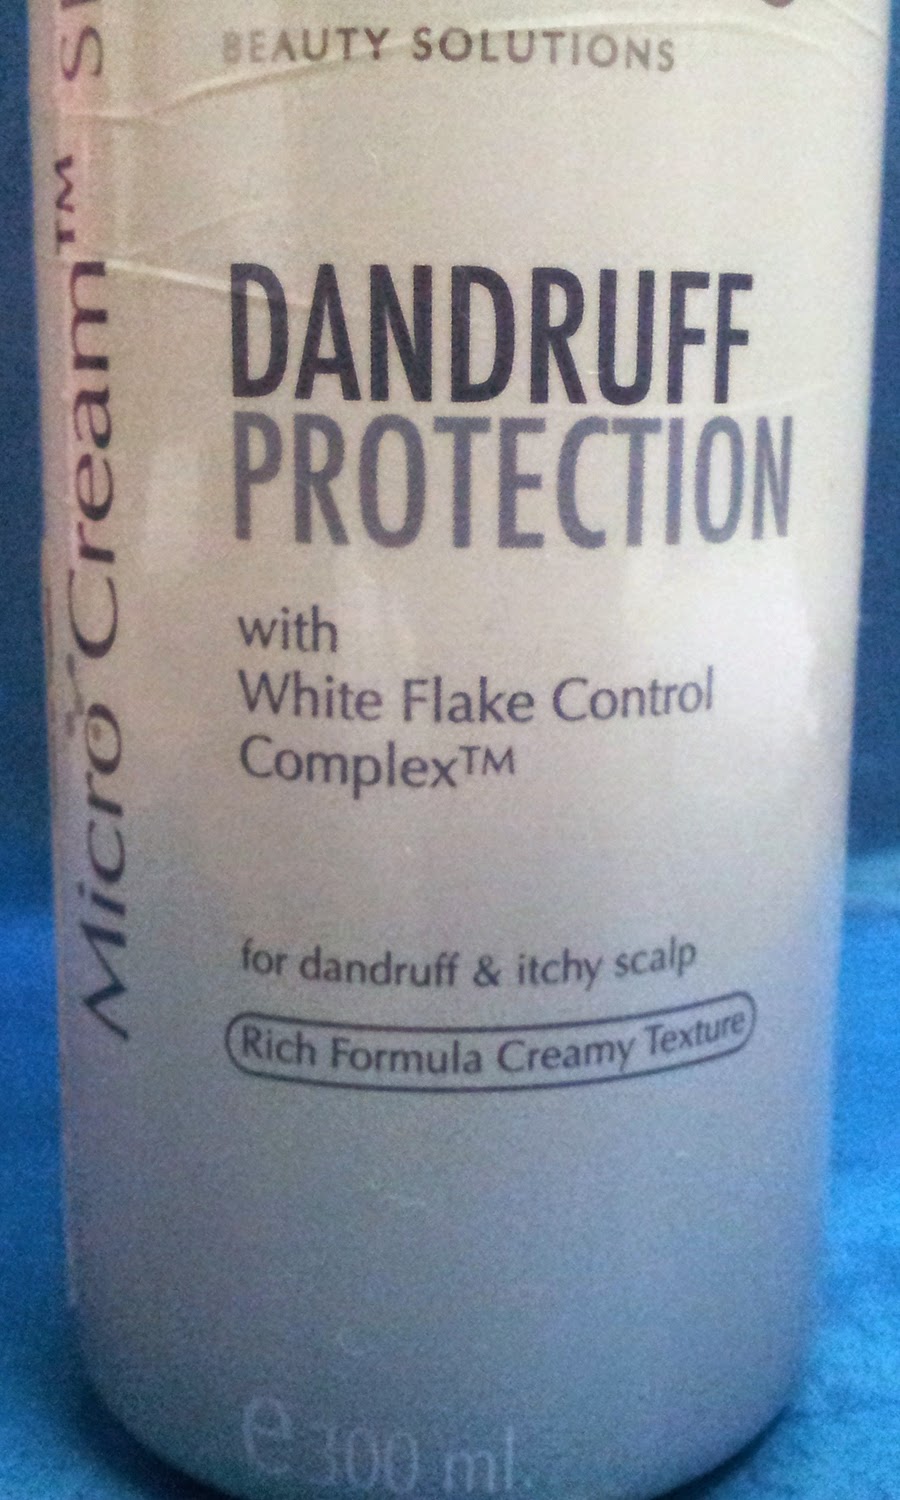 BEAUTY SOLUTIONS
DANDRUFF
PROTECTION
with
White Flake Control
Complex™
for dandruff & itchy scalp
Rich Formula Creamy Texture
℮ 300 ml.
Micro Cream™